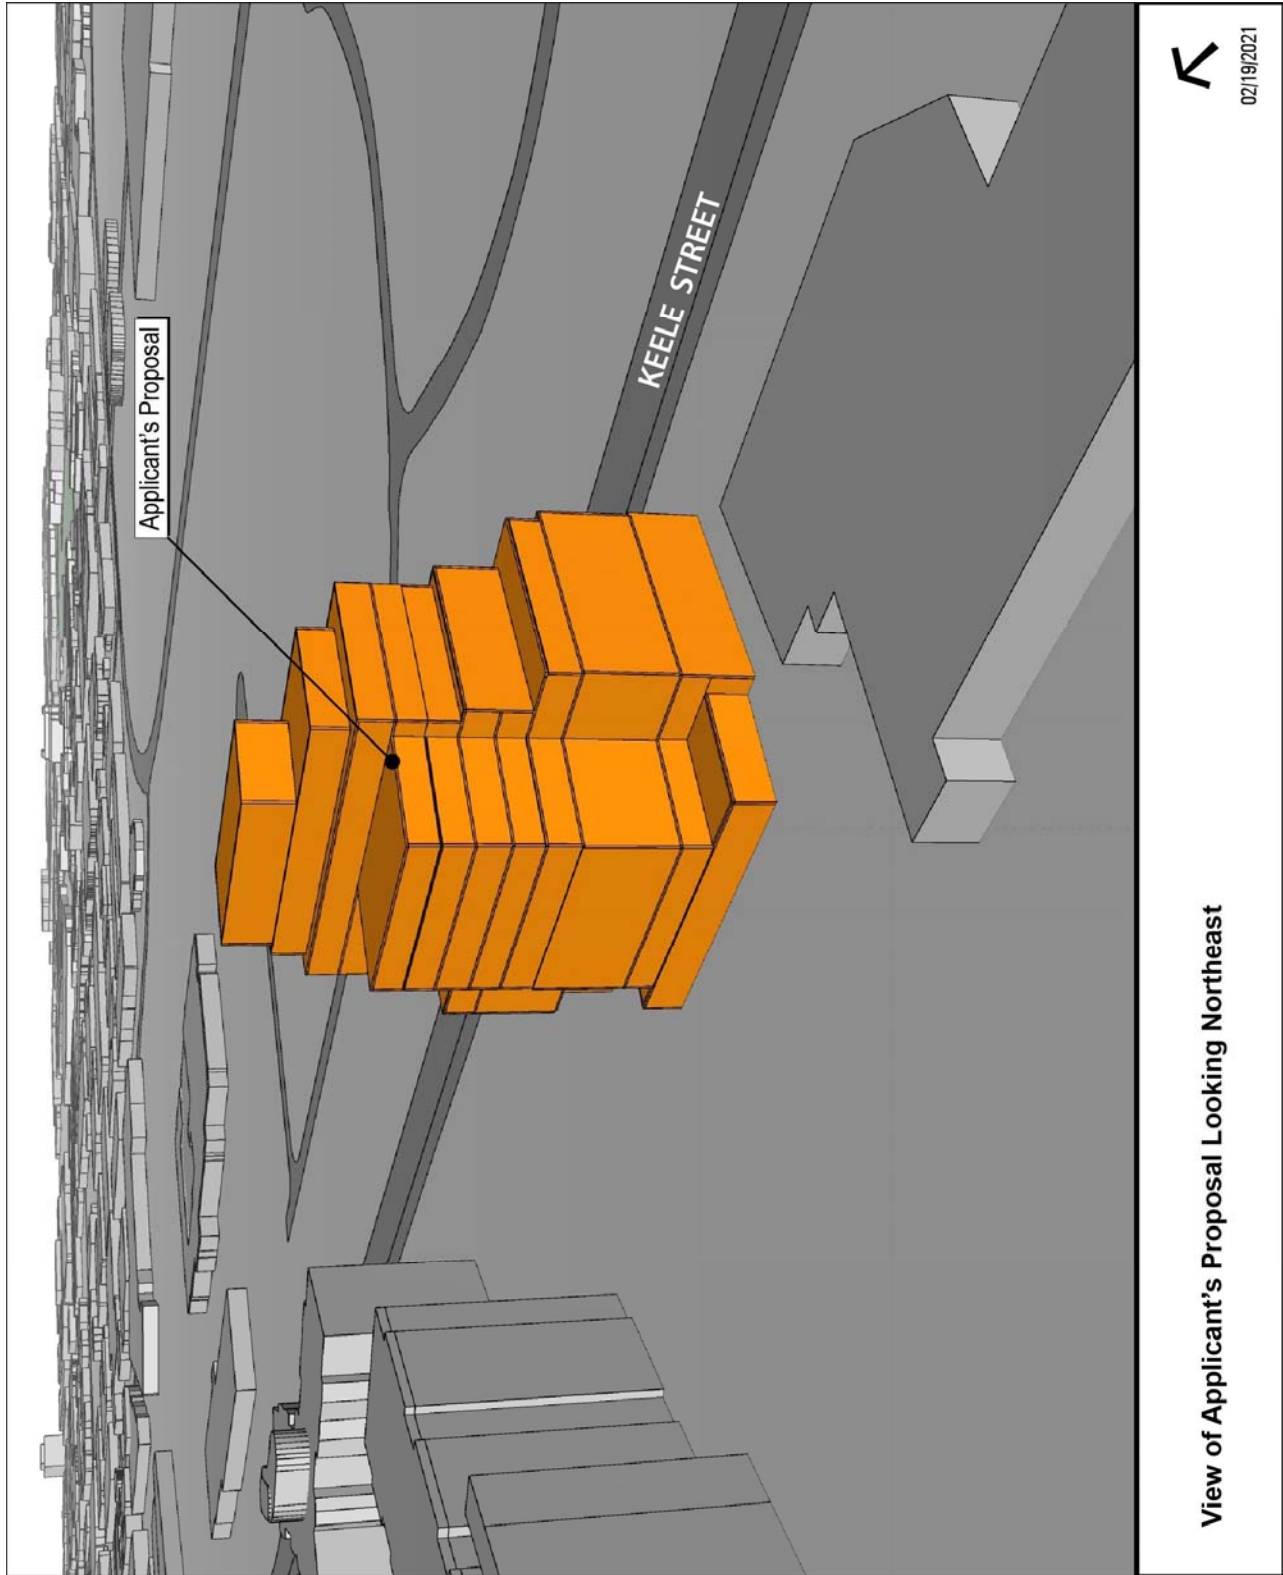 Applicant's Proposal
KEELE STREET
View of Applicant's Proposal Looking Northeast
02/19/2021